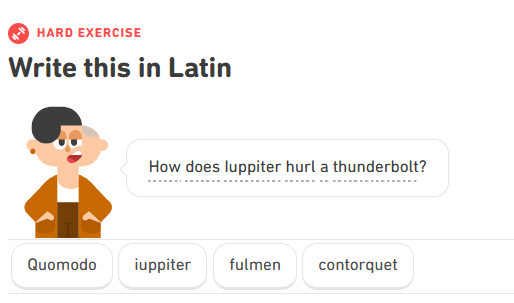 HARD EXERCISE
Write this in Latin
How does Iuppiter hurl a thunderbolt?
Quomodo iuppiter fulmen contorquet